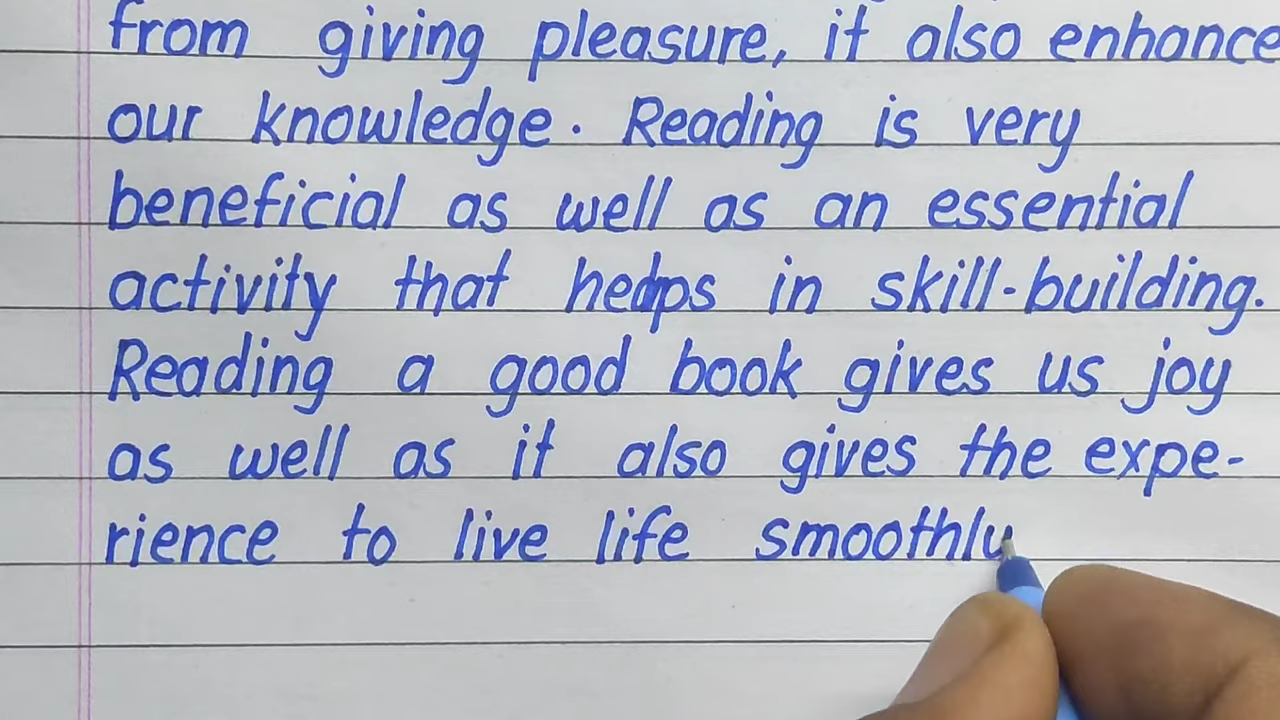 from giving pleasure, it also enhance
our knowledge. Reading is very
beneficial as well as an essential
activity that helps in skill-building.
Reading a good book gives us joy
as well as it also gives the expe-
rience to live life smoothly